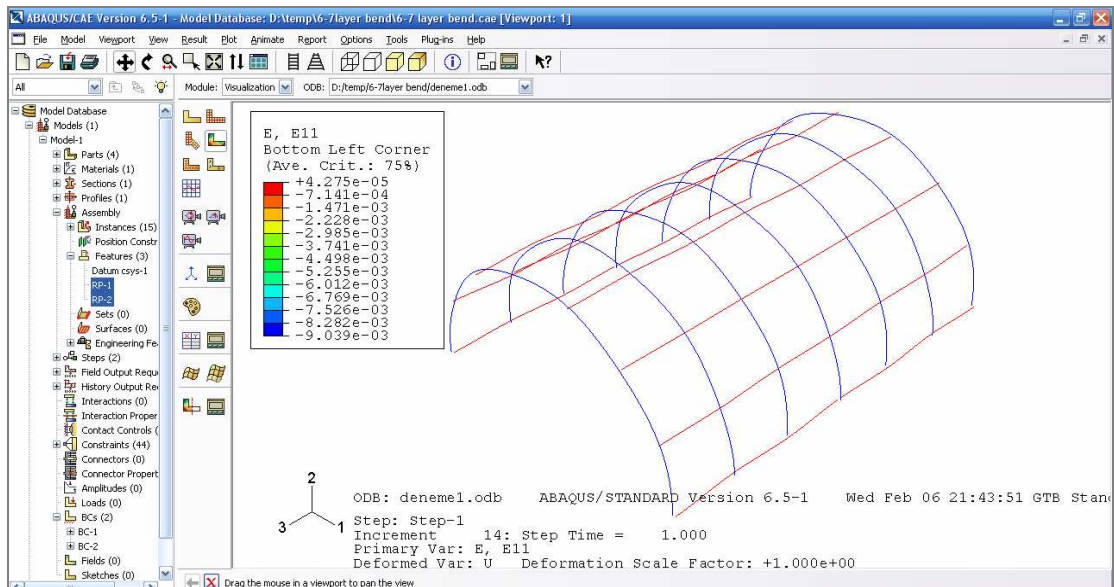 ABAQUS/CAE Version 6.5-1 - Model Database: D:\temp\6-7layer bend\6-7 layer bend.cae [Viewport: 1]
File Model Viewport View Result Plot Animate Report Options Tools Plug-ins Help
All Module: Visualization ODB: D:/temp/6-7layer bend/deneme1.odb
Model Database
Models (1)
Model-1
Parts (4)
Materials (1)
Sections (1)
Profiles (1)
Assembly
Instances (15)
Position Constr
Features (3)
Datum csys-1
RP-1
RP-2
Sets (0)
Surfaces (0)
Engineering Fe
Steps (2)
Field Output Requ
History Output Re
Interactions (0)
Interaction Proper
Contact Controls (
Constraints (44)
Connectors (0)
Connector Propert
Amplitudes (0)
Loads (0)
BCs (2)
BC-1
BC-2
Fields (0)
Sketches (0)
E, E11
Bottom Left Corner
(Ave. Crit.: 75%)
+4.275e-05
-7.141e-04
-1.471e-03
-2.228e-03
-2.985e-03
-3.741e-03
-4.498e-03
-5.255e-03
-6.012e-03
-6.769e-03
-7.526e-03
-8.282e-03
-9.039e-03
2
3
1
ODB: deneme1.odb ABAQUS/STANDARD Version 6.5-1 Wed Feb 06 21:43:51 GTB Stan
Step: Step-1
Increment 14: Step Time = 1.000
Primary Var: E, E11
Deformed Var: U Deformation Scale Factor: +1.000e+00
Drag the mouse in a viewport to pan the view